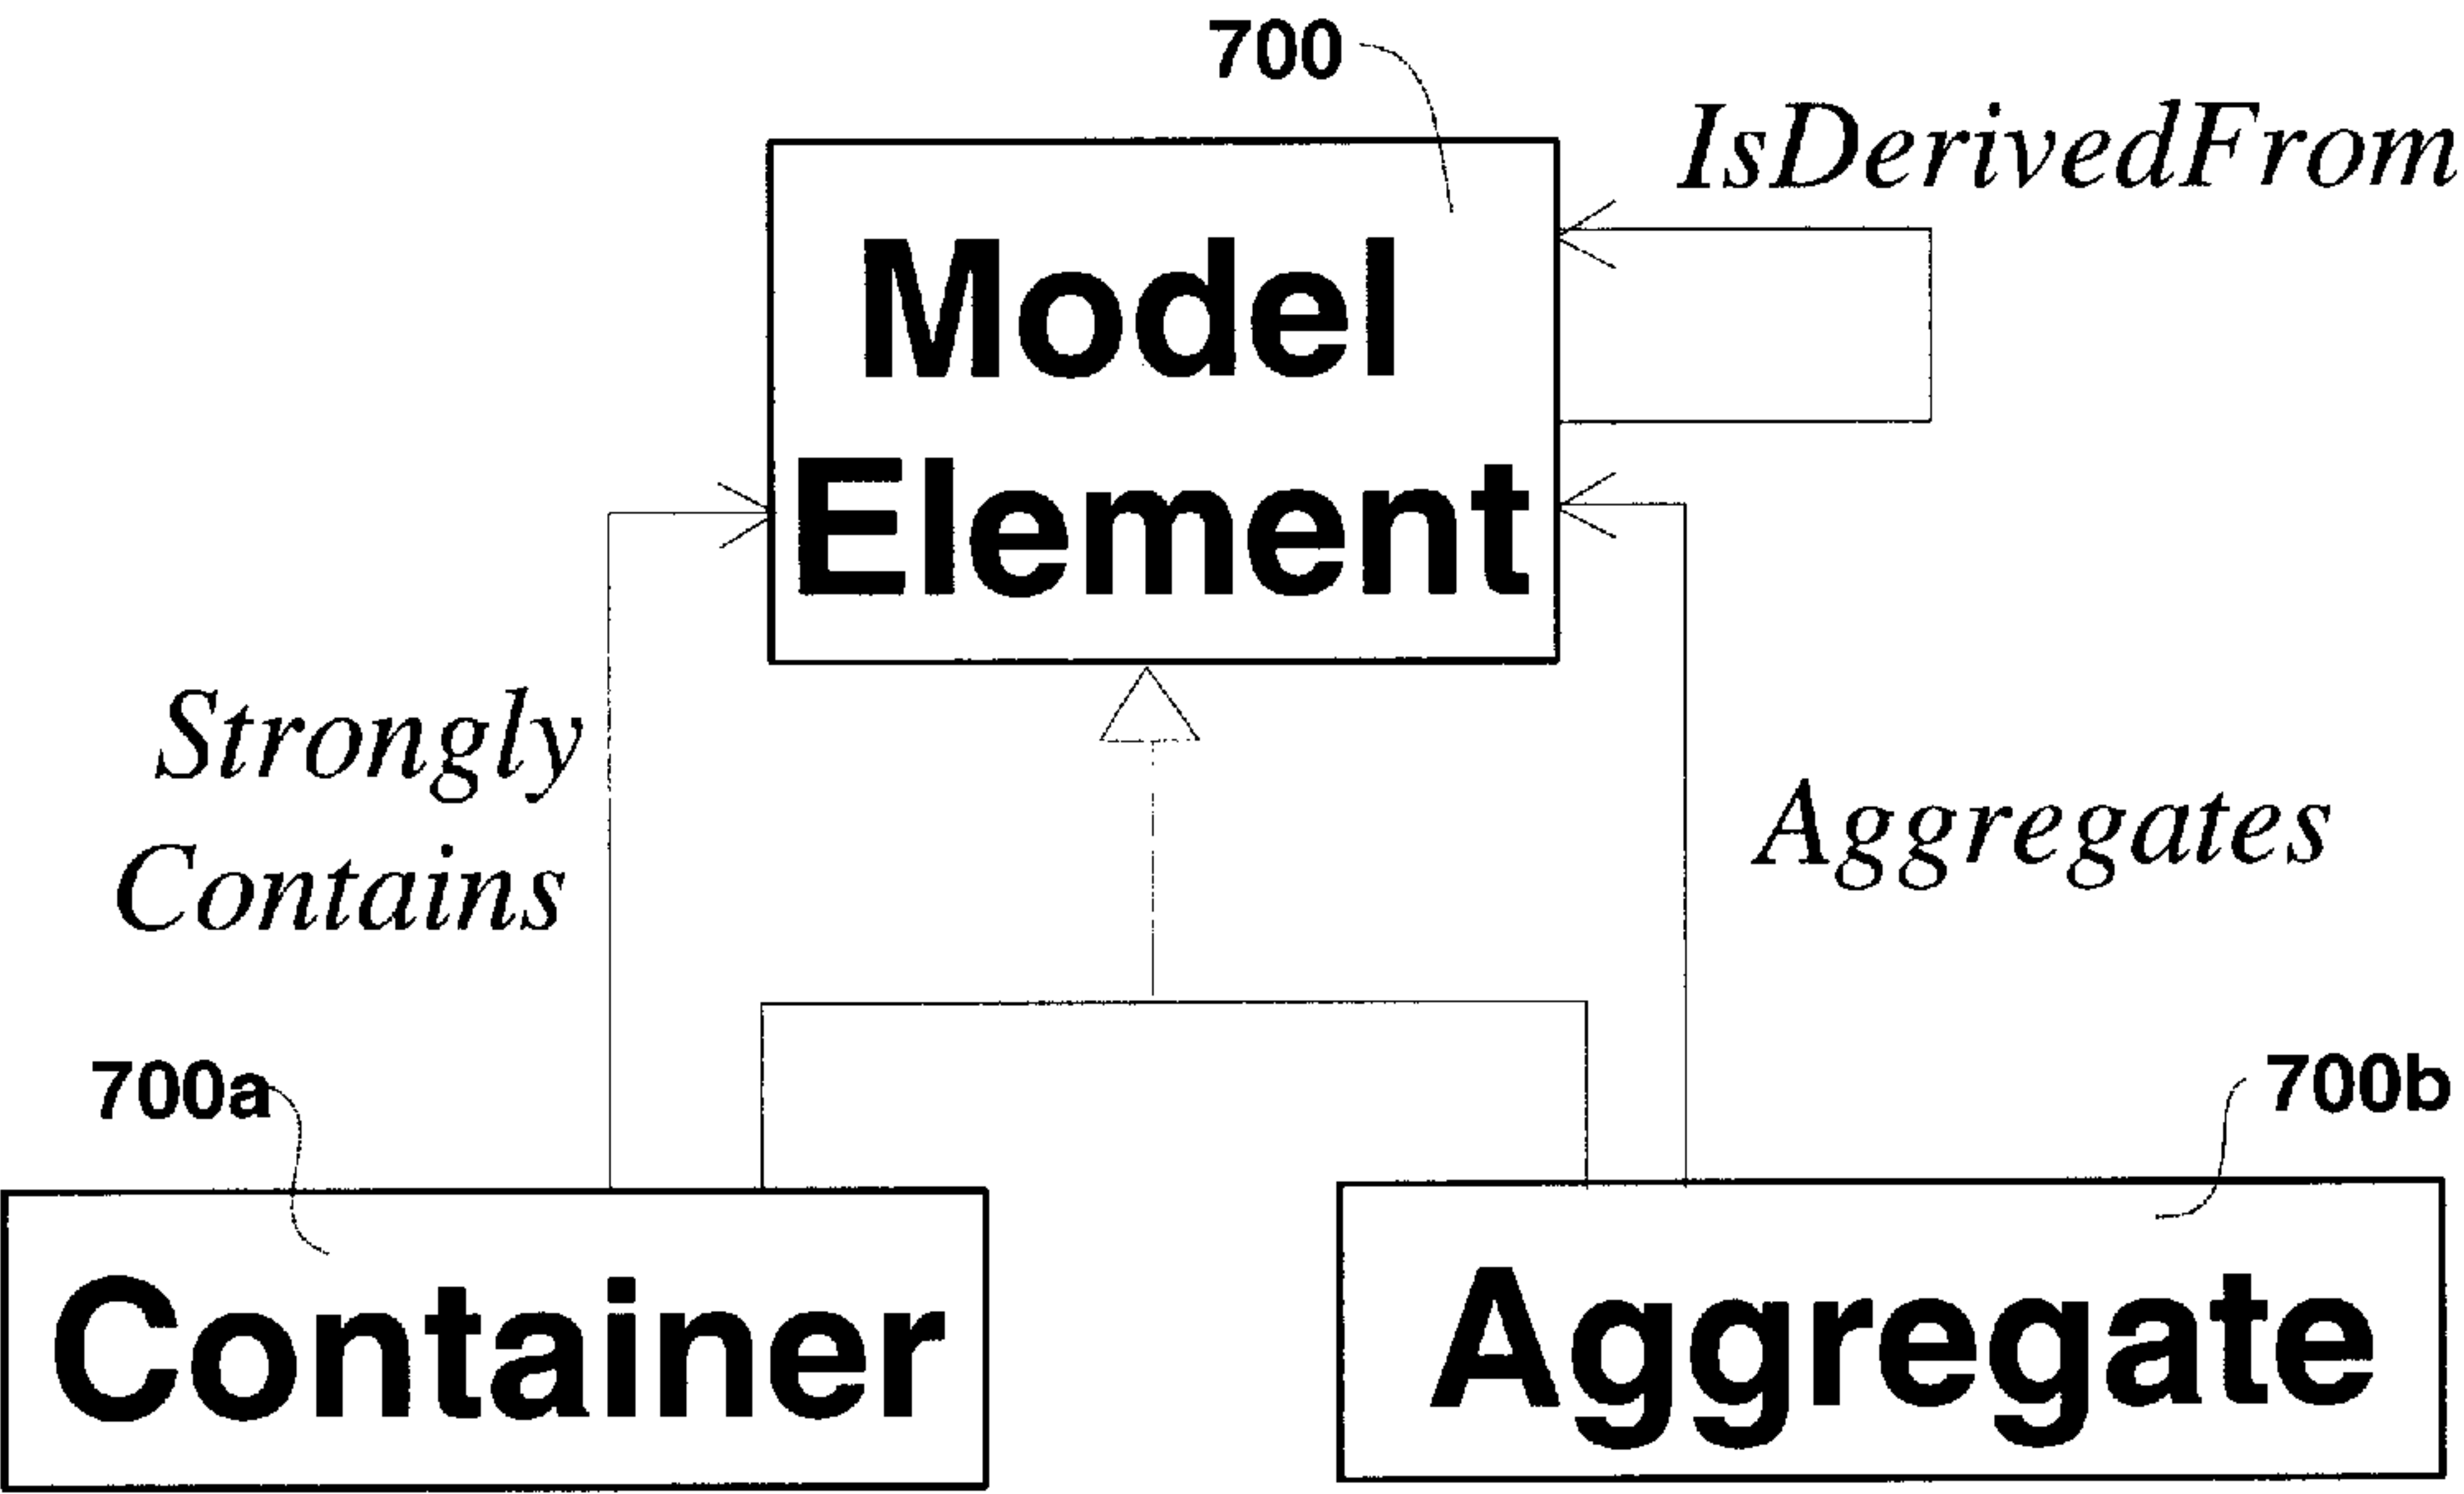 700
IsDerivedFrom
Model
Element
Strongly
Contains
Aggregates
700a
700b
Container
Aggregate